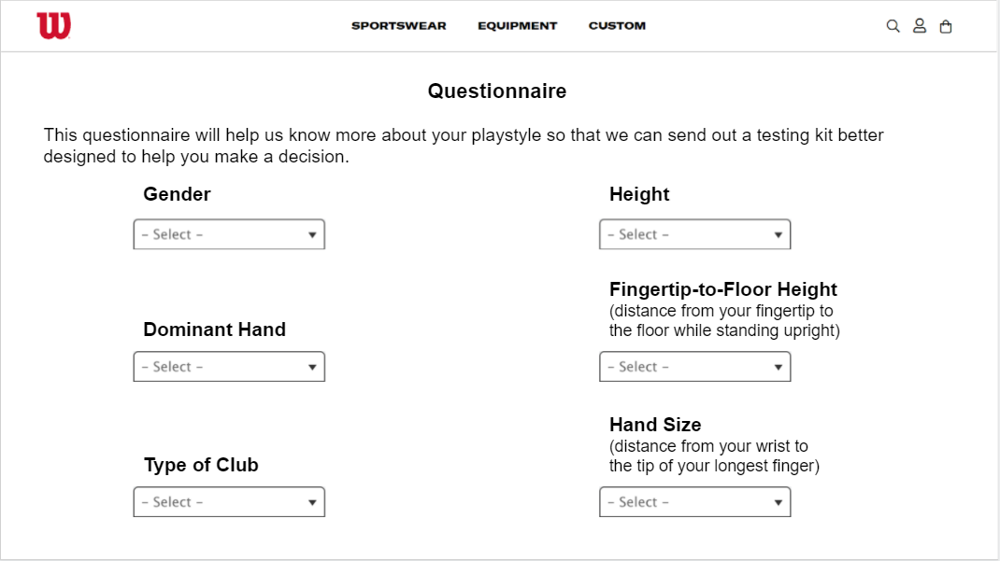 W
SPORTSWEAR EQUIPMENT CUSTOM
Questionnaire
This questionnaire will help us know more about your playstyle so that we can send out a testing kit better
designed to help you make a decision.
Gender
– Select –
Height
– Select –
Dominant Hand
– Select –
Fingertip-to-Floor Height
(distance from your fingertip to
the floor while standing upright)
– Select –
Type of Club
– Select –
Hand Size
(distance from your wrist to
the tip of your longest finger)
– Select –